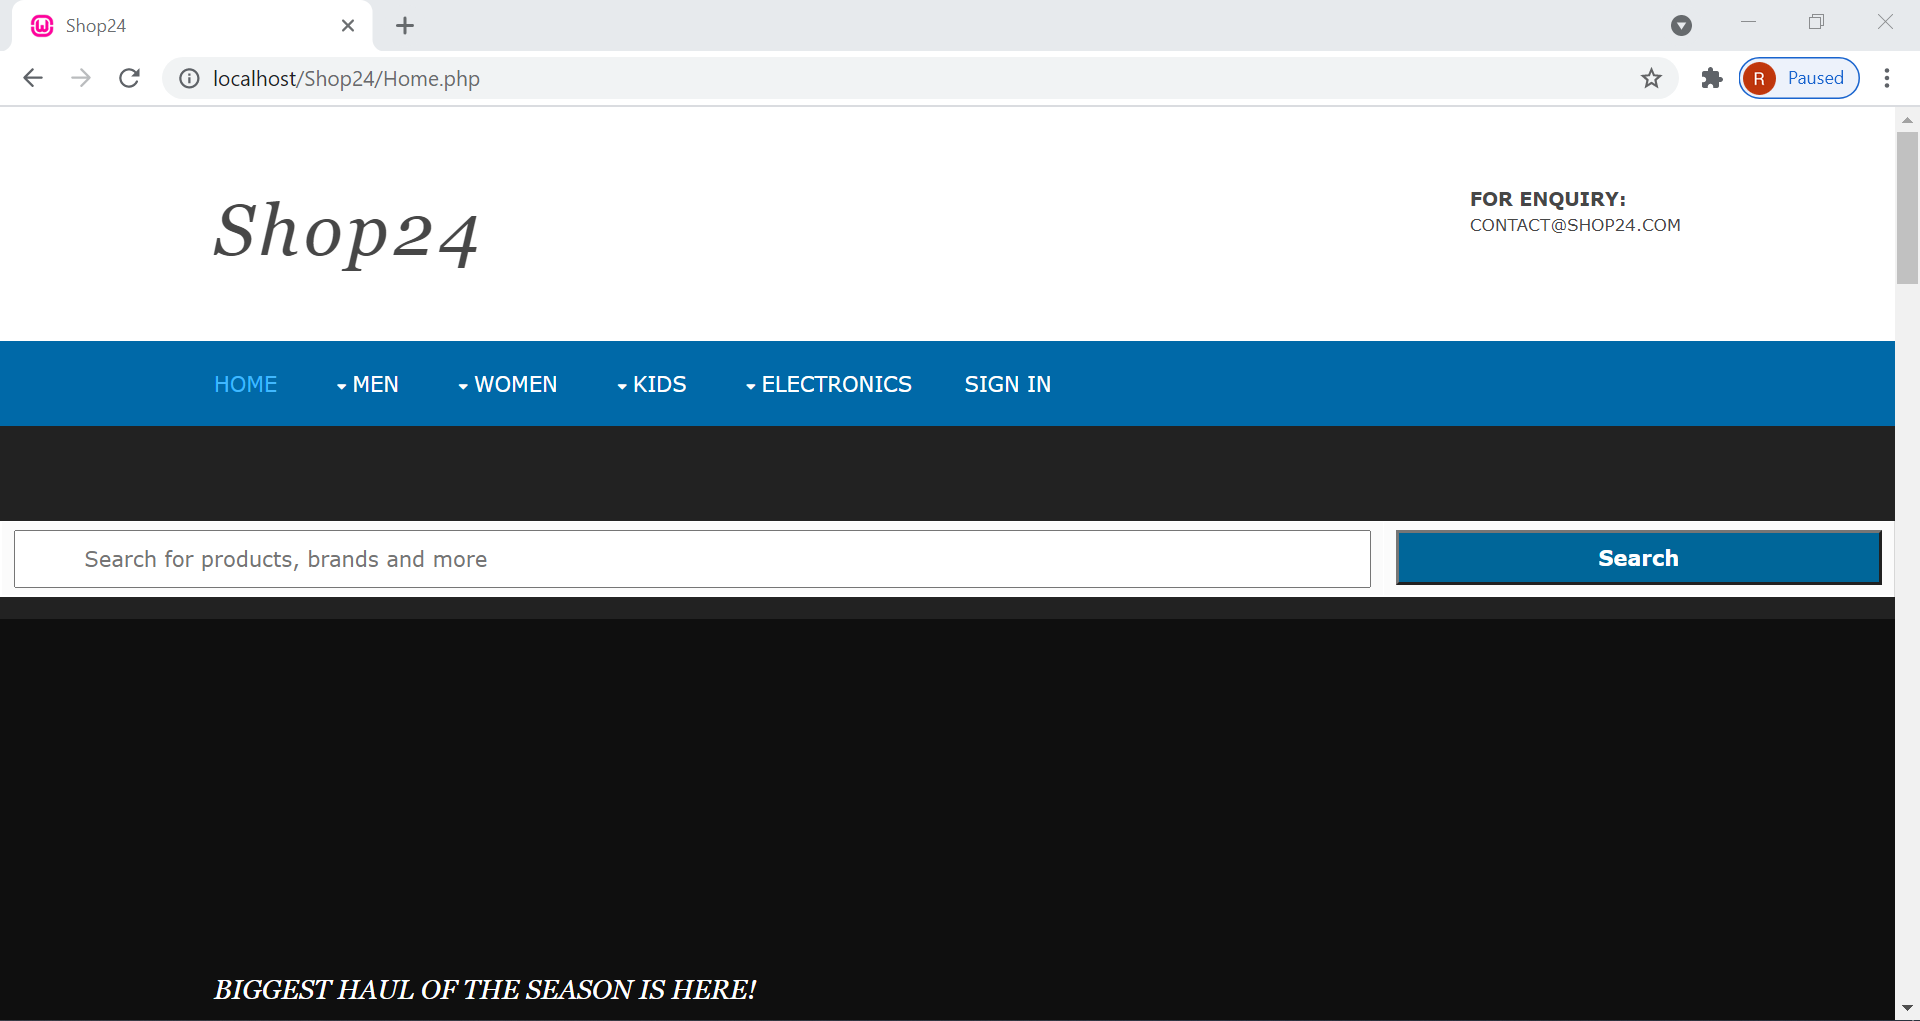 Shop24
localhost/Shop24/Home.php
R Paused
Shop24
FOR ENQUIRY:
CONTACT@SHOP24.COM
HOME MEN WOMEN KIDS ELECTRONICS SIGN IN
Search for products, brands and more Search
BIGGEST HAUL OF THE SEASON IS HERE!